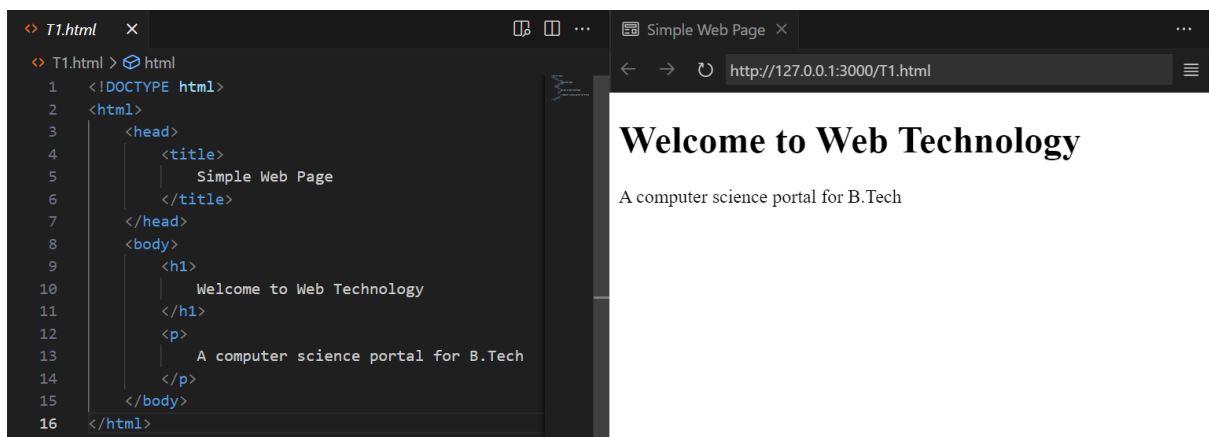 T1.html
T1.html > html
1 <!DOCTYPE html>
2 <html>
3 <head>
4 <title>
5 Simple Web Page
6 </title>
7 </head>
8 <body>
9 <h1>
10 Welcome to Web Technology
11 </h1>
12 <p>
13 A computer science portal for B.Tech
14 </p>
15 </body>
16 </html>
Simple Web Page
http://127.0.0.1:3000/T1.html
Welcome to Web Technology
A computer science portal for B.Tech